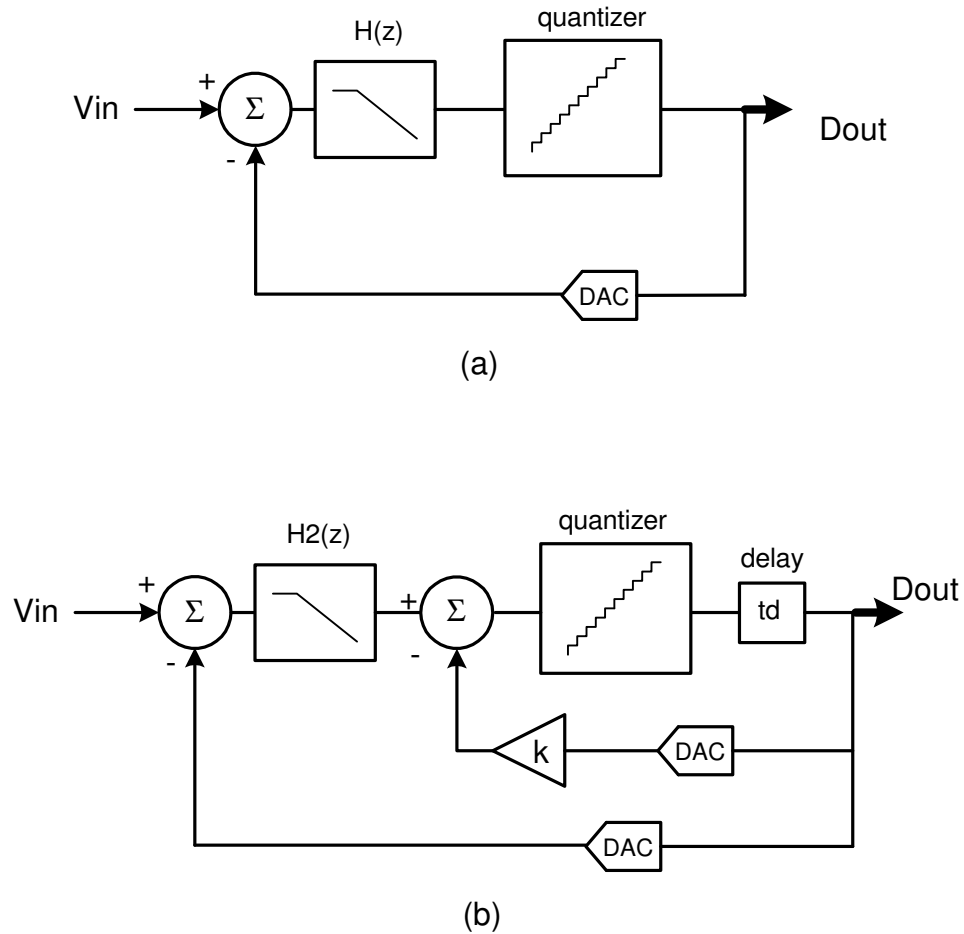 quantizer
H(z)
+
Σ
Vin
-
Dout
DAC
(a)
quantizer
H2(z)
delay
+
Σ
+
Σ
td
Dout
Vin
-
-
k
DAC
DAC
(b)